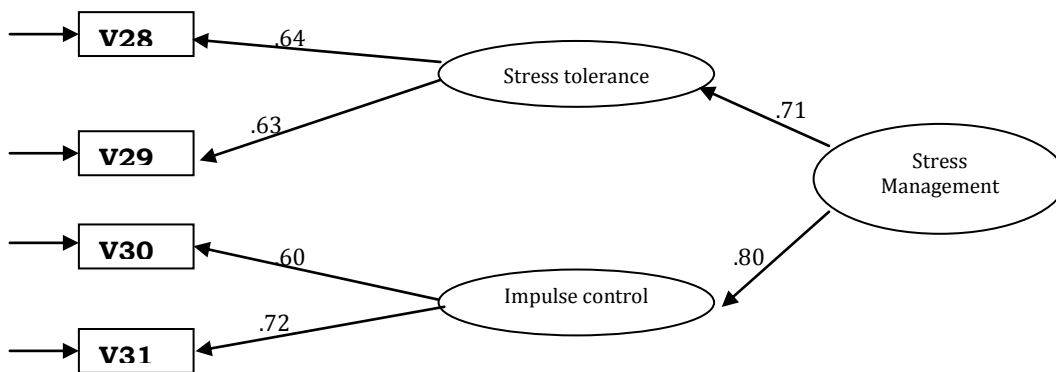 V28
.64
Stress tolerance
.71
.63
V29
Stress
Management
V30
.60
.80
Impulse control
.72
V31